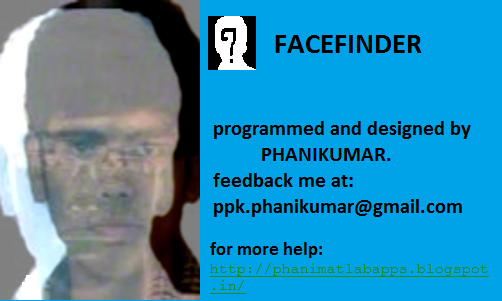 ?
FACEFINDER
programmed and designed by
PHANIKUMAR.
feedback me at:
ppk.phanikumar@gmail.com
for more help:
http://phanimatlabapps.blogspot
.in/